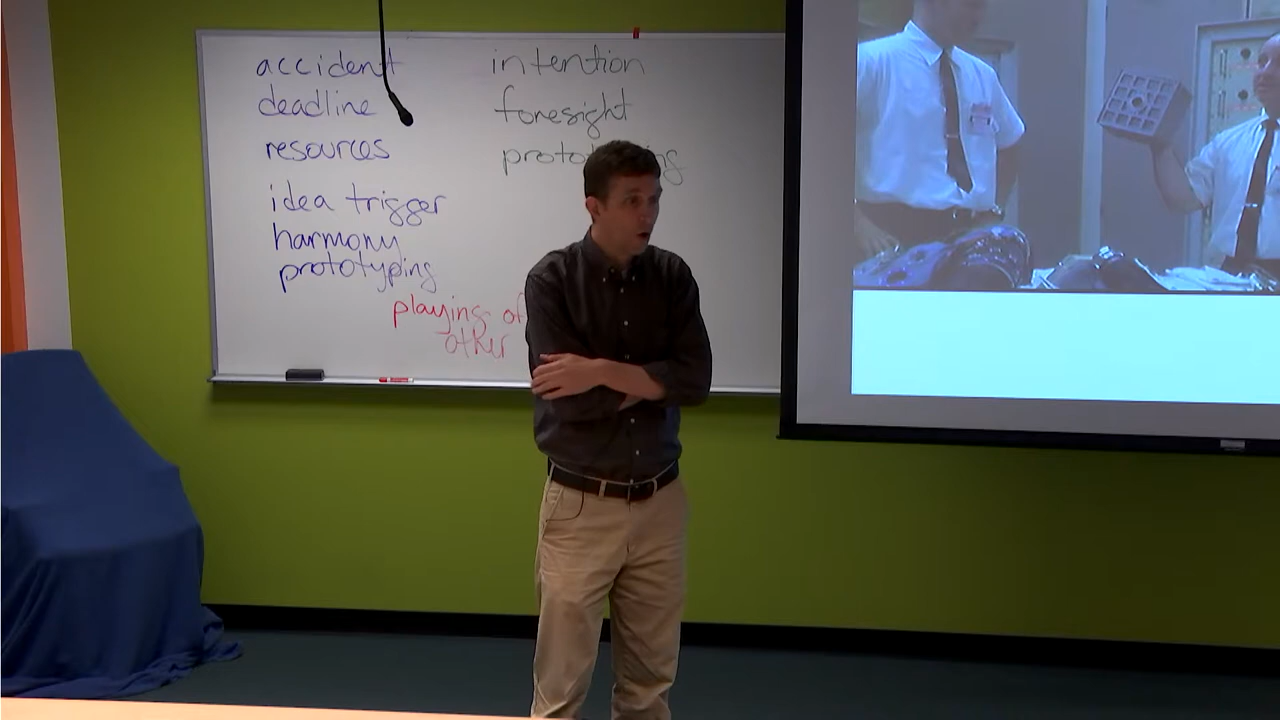 accident
deadline
resources
idea trigger
harmony
prototyping
playing of
other
intention
foresight